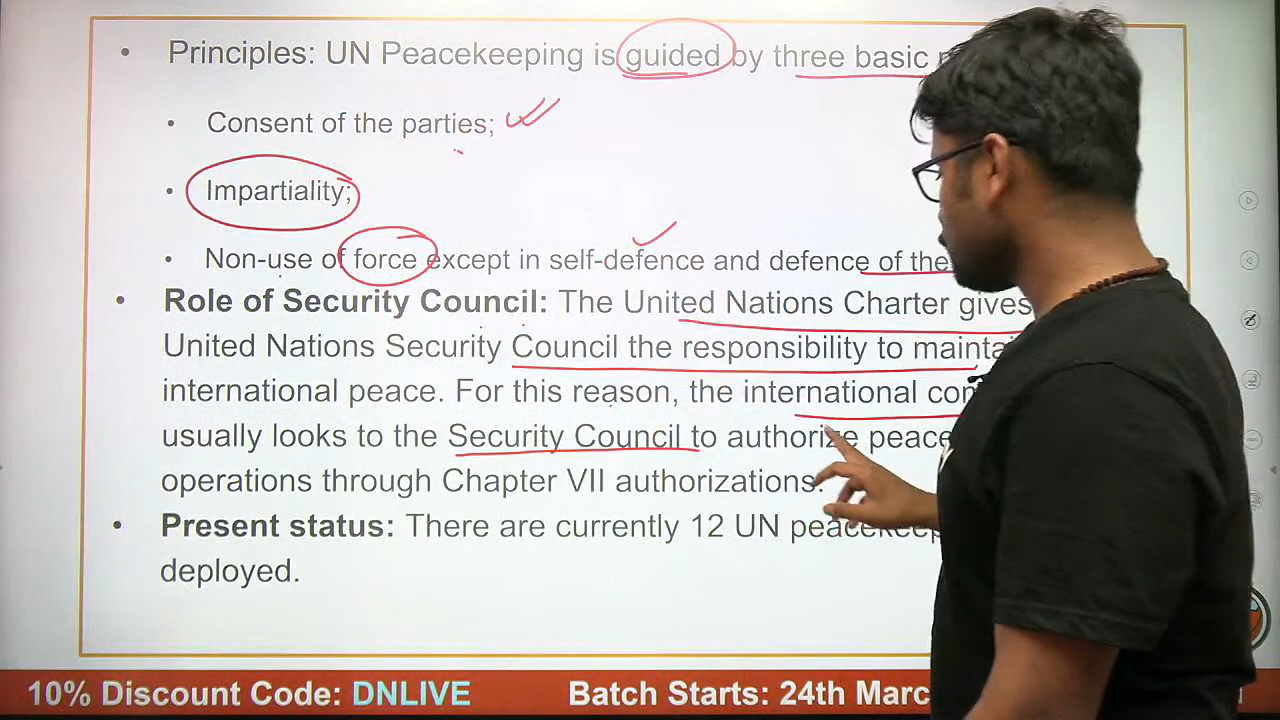 Principles: UN Peacekeeping is guided by three basic
Consent of the parties;
Impartiality;
Non-use of force except in self-defence and defence of the
Role of Security Council: The United Nations Charter gives
United Nations Security Council the responsibility to
international peace. For this reason, the international
usually looks to the Security Council to authorize
operations through Chapter VII authorizations.
Present status: There are currently 12 UN
deployed.
10% Discount Code: DNLIVE
Batch Starts: 24th